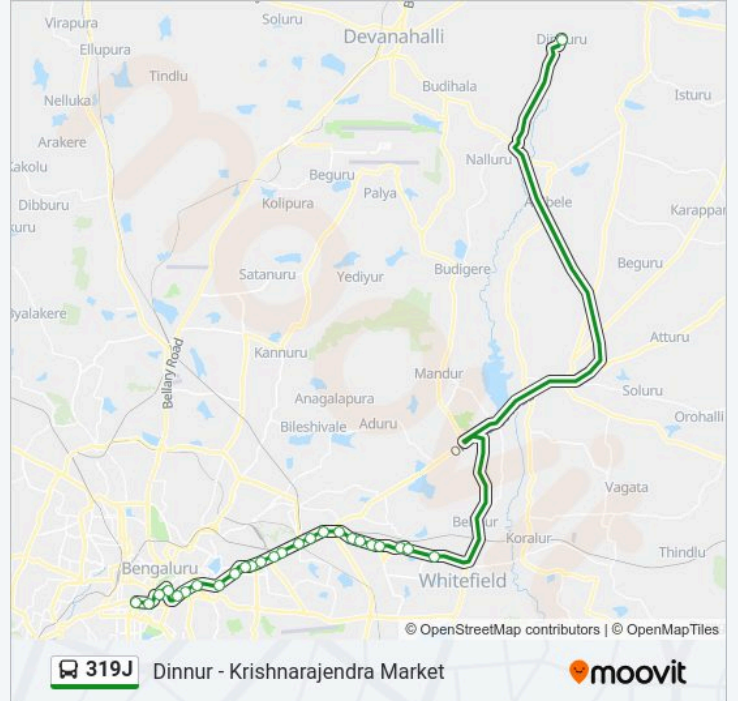 Virapura
Soluru
Ellupura
Devanahalli
Tindlu
Budihala
Isturu
Nelluka
Arakere
Nalluru
Beguru
Palya
Kolipura
Dibburu
Karappar
kuru
Satanuru
Yediyur
Budigere
Beguru
Byalakere
Bellary Road
Kannuru
Atturu
Mandur
Anagalapura
Soluru
Bileshivale
Aduru
Orohalli
Vagata
Koralur
Thindlu
Bengaluru
Whitefield
© OpenStreetMap contributors | © OpenMapTiles
319J Dinnur - Krishnarajendra Market moovit